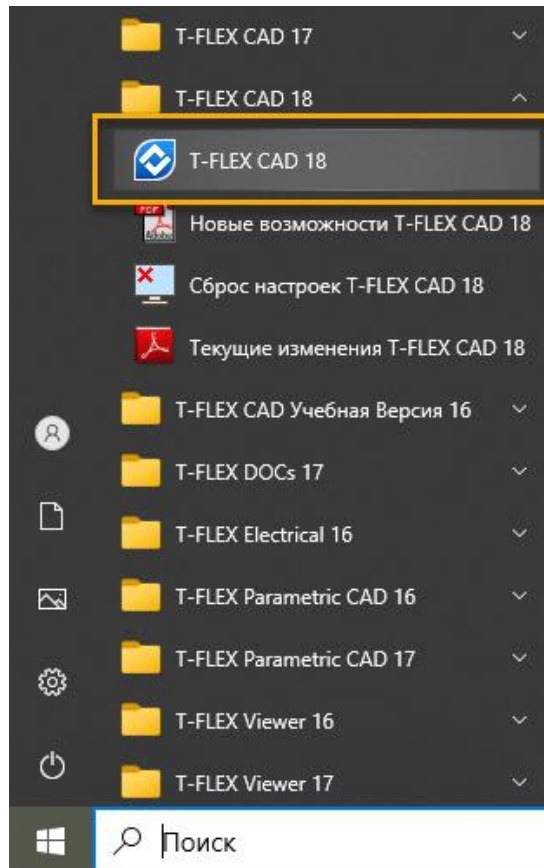 T-FLEX CAD 17
T-FLEX CAD 18
T-FLEX CAD 18
PDF
Adobe
Новые возможности T-FLEX CAD 18
Сброс настроек T-FLEX CAD 18
Текущие изменения T-FLEX CAD 18
T-FLEX CAD Учебная Версия 16
T-FLEX DOCs 17
T-FLEX Electrical 16
T-FLEX Parametric CAD 16
T-FLEX Parametric CAD 17
T-FLEX Viewer 16
T-FLEX Viewer 17
Поиск